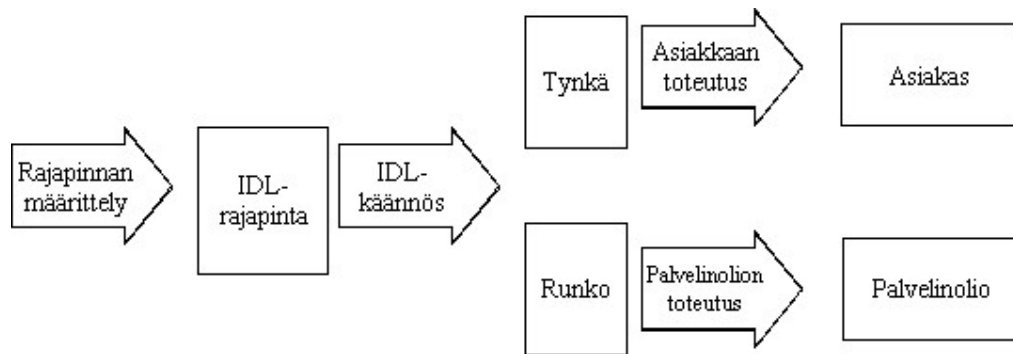 Rajapinnan
määrittely
IDL-
rajapinta
IDL-
käännös
Tynkä
Asiakkaan
toteutus
Asiakas
Runko
Palvelinolion
toteutus
Palvelinolio